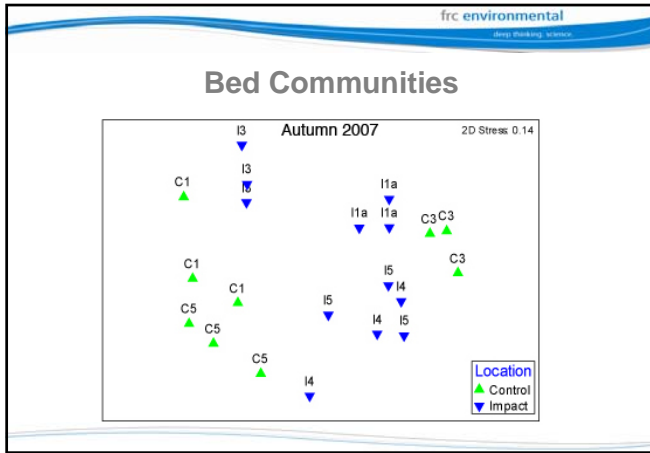 frc environmental
deep thinking. science.
Bed Communities
Autumn 2007
2D Stress: 0.14
I3
I3
I3
C1
I1a
I1a
I1a
C3
C3
C3
C1
C1
I5
I4
C5
I5
C5
I4
I5
C5
I4
Location
Control
Impact